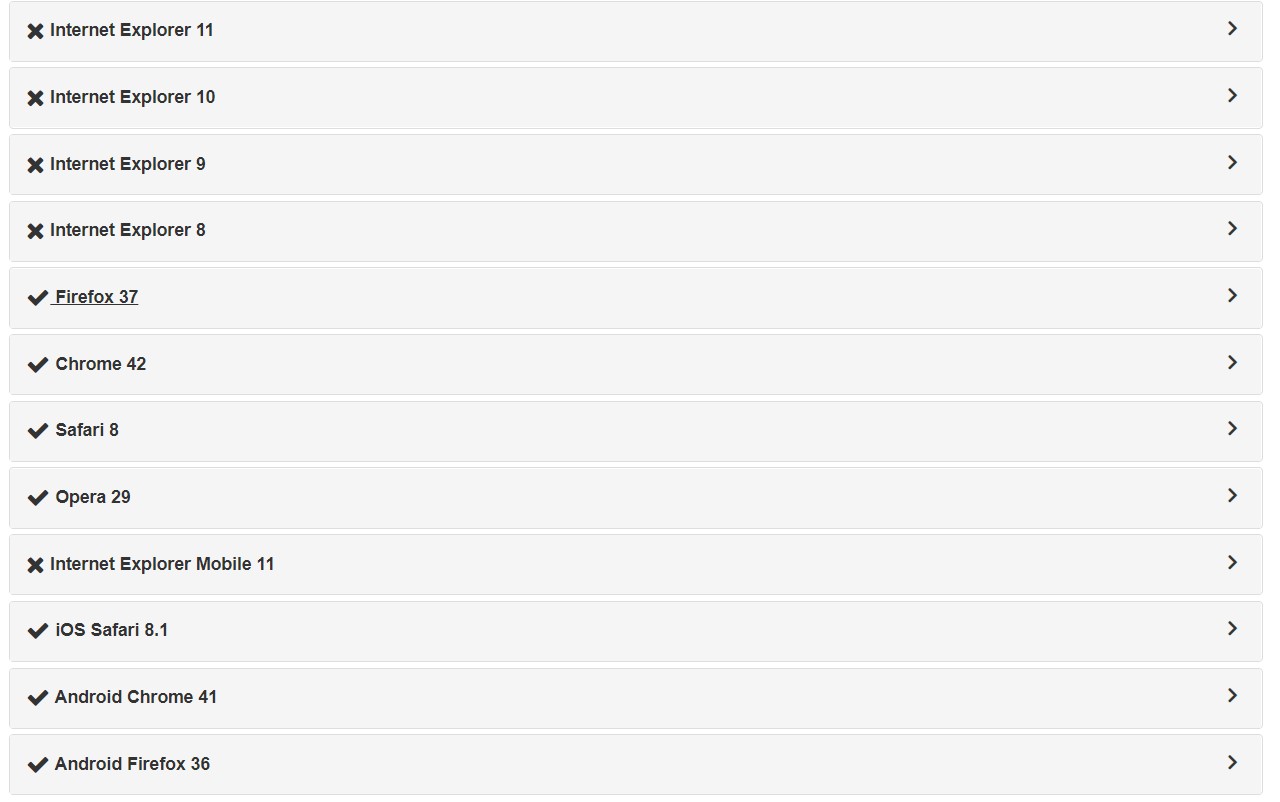 Internet Explorer 11
Internet Explorer 10
Internet Explorer 9
Internet Explorer 8
Firefox 37
Chrome 42
Safari 8
Opera 29
Internet Explorer Mobile 11
iOS Safari 8.1
Android Chrome 41
Android Firefox 36